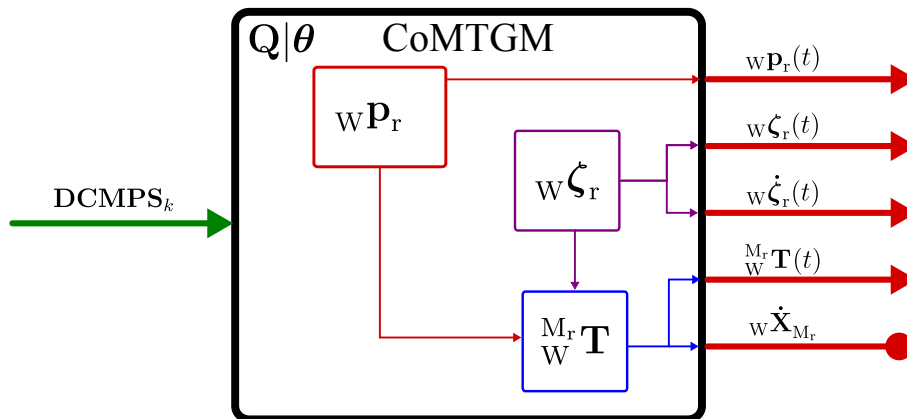 Q|θ CoMTGM
_W p_r
_W p_r(t)
_W ζ_r(t)
_W ζ_r
DCMPS_k
_W ζ̇_r(t)
^{M_r}_W T(t)
^{M_r}_W T
_W Ẋ_{M_r}